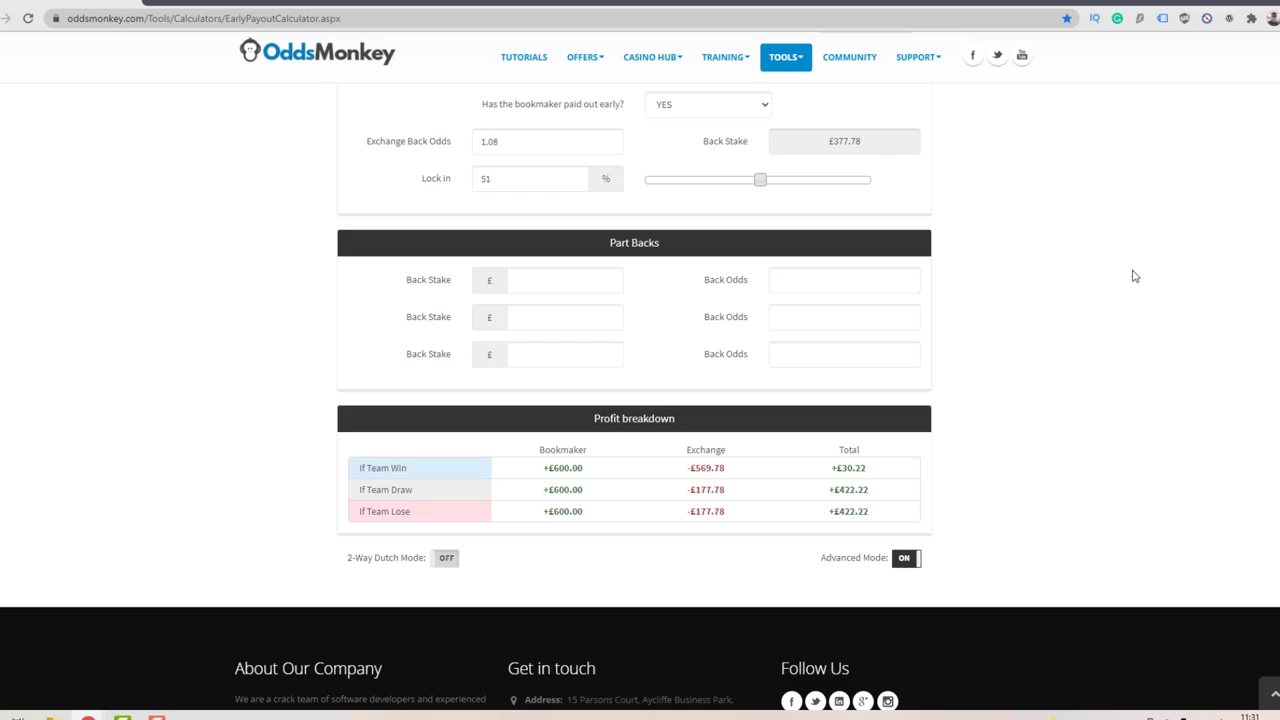 oddsmonkey.com/Tools/Calculators/EarlyPayoutCalculator.aspx
OddsMonkey TUTORIALS OFFERS CASINO HUB TRAINING TOOLS COMMUNITY SUPPORT
Has the bookmaker paid out early? YES
Exchange Back Odds 1.08 Back Stake £377.78
Lock in 51 %
Part Backs
Back Stake £ Back Odds
Back Stake £ Back Odds
Back Stake £ Back Odds
Profit breakdown
Bookmaker Exchange Total
If Team Win +£600.00 -£569.78 +£30.22
If Team Draw +£600.00 -£177.78 +£422.22
If Team Lose +£600.00 -£177.78 +£422.22
2-Way Dutch Mode: OFF Advanced Mode: ON
About Our Company Get in touch Follow Us
We are a crack team of software developers and experienced Address: 15 Parsons Court, Aycliffe Business Park,
11:31